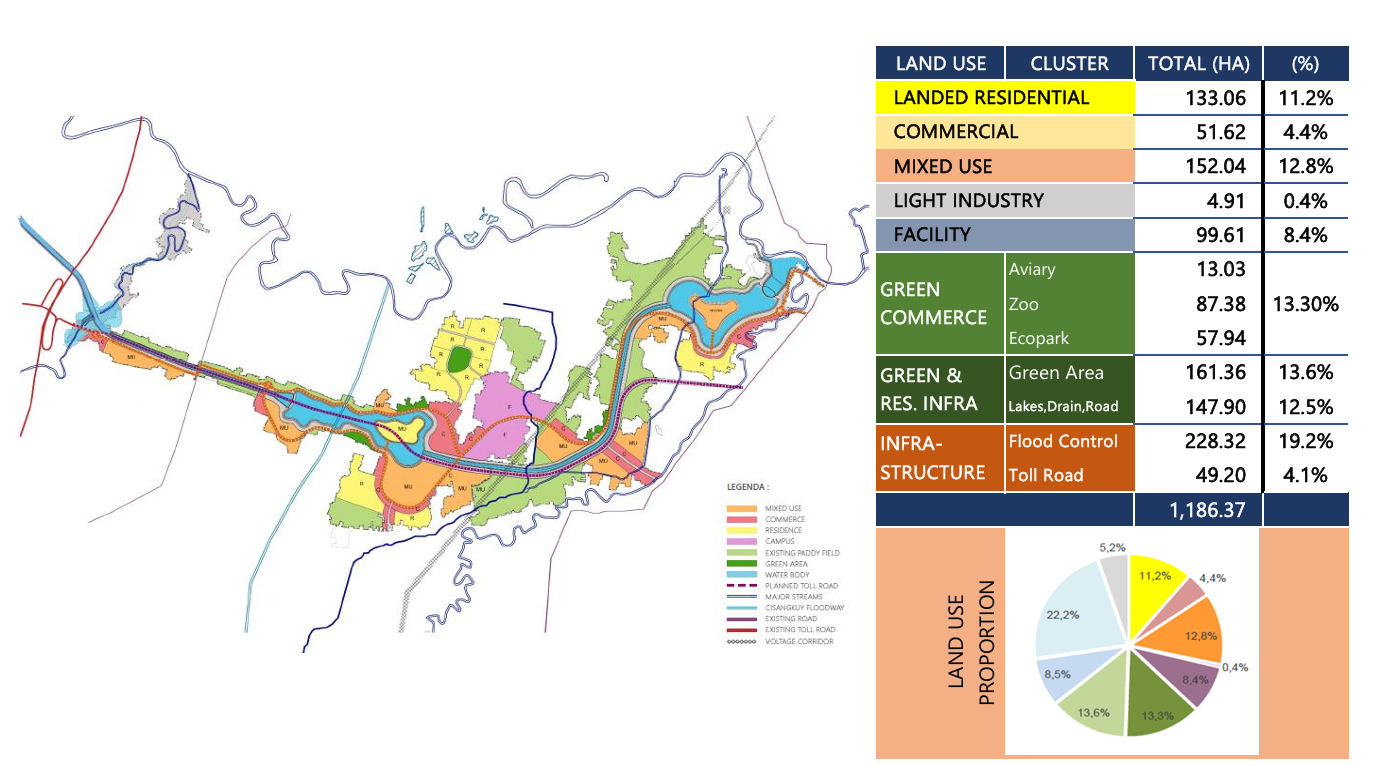 LAND USE CLUSTER TOTAL (HA) (%)
LANDED RESIDENTIAL 133.06 11.2%
COMMERCIAL 51.62 4.4%
MIXED USE 152.04 12.8%
LIGHT INDUSTRY 4.91 0.4%
FACILITY 99.61 8.4%
GREEN COMMERCE
Aviary 13.03
Zoo 87.38 13.30%
Ecopark 57.94
GREEN & RES. INFRA
Green Area 161.36 13.6%
Lakes,Drain,Road 147.90 12.5%
INFRA-STRUCTURE
Flood Control 228.32 19.2%
Toll Road 49.20 4.1%
1,186.37
LAND USE
PROPORTION
5,2%
11,2%
4,4%
22,2%
12,8%
0,4%
8,5%
8,4%
13,6%
13,3%
LEGENDA :
MIXED USE
COMMERCE
RESIDENCE
CAMPUS
EXISTING PADDY FIELD
GREEN AREA
WATER BODY
PLANNED TOLL ROAD
MAJOR STREAMS
CISANGKUY FLOODWAY
EXISTING ROAD
EXISTING TOLL ROAD
VOLTAGE CORRIDOR
R
R
R
R
R
R
R
R
F
F
C
C
MU
MU
MU
MU
MU
MU
MU
MU
MU
MU
C
C
R
R
C
C
R